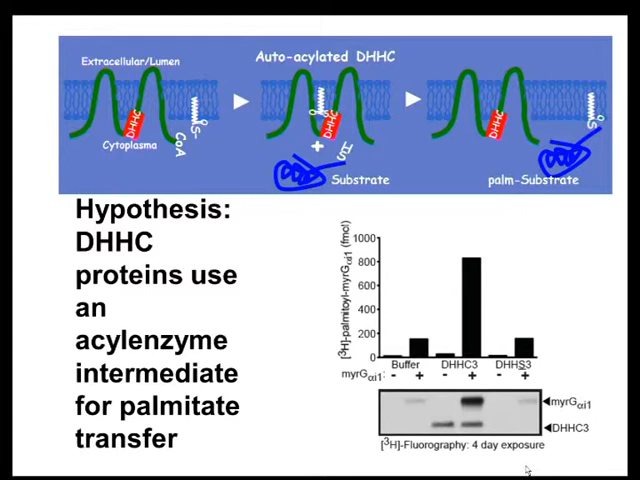 Extracellular/Lumen
Auto-acylated DHHC
DHHC
DHHC
DHHC
S
CoA
Cytoplasma
+
HS
S
O
Substrate
palm-Substrate
Hypothesis:
DHHC
proteins use
an
acylenzyme
intermediate
for palmitate
transfer
[³H]-palmitoyl-myrGαi1 (fmol)
1000
800
600
400
200
0
Buffer DHHC3 DHHS3
myrGαi1 - + - + - +
myrGαi1
DHHC3
[³H]-Fluorography: 4 day exposure